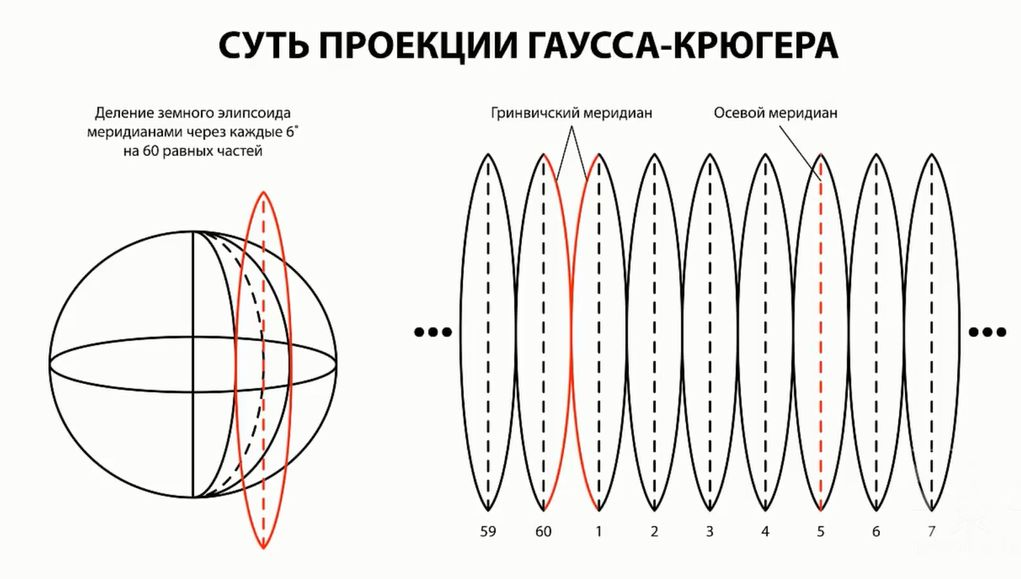 СУТЬ ПРОЕКЦИИ ГАУССА-КРЮГЕРА
Деление земного элипсоида
меридианами через каждые 6°
на 60 равных частей
Гринвичский меридиан
Осевой меридиан
59 60 1 2 3 4 5 6 7